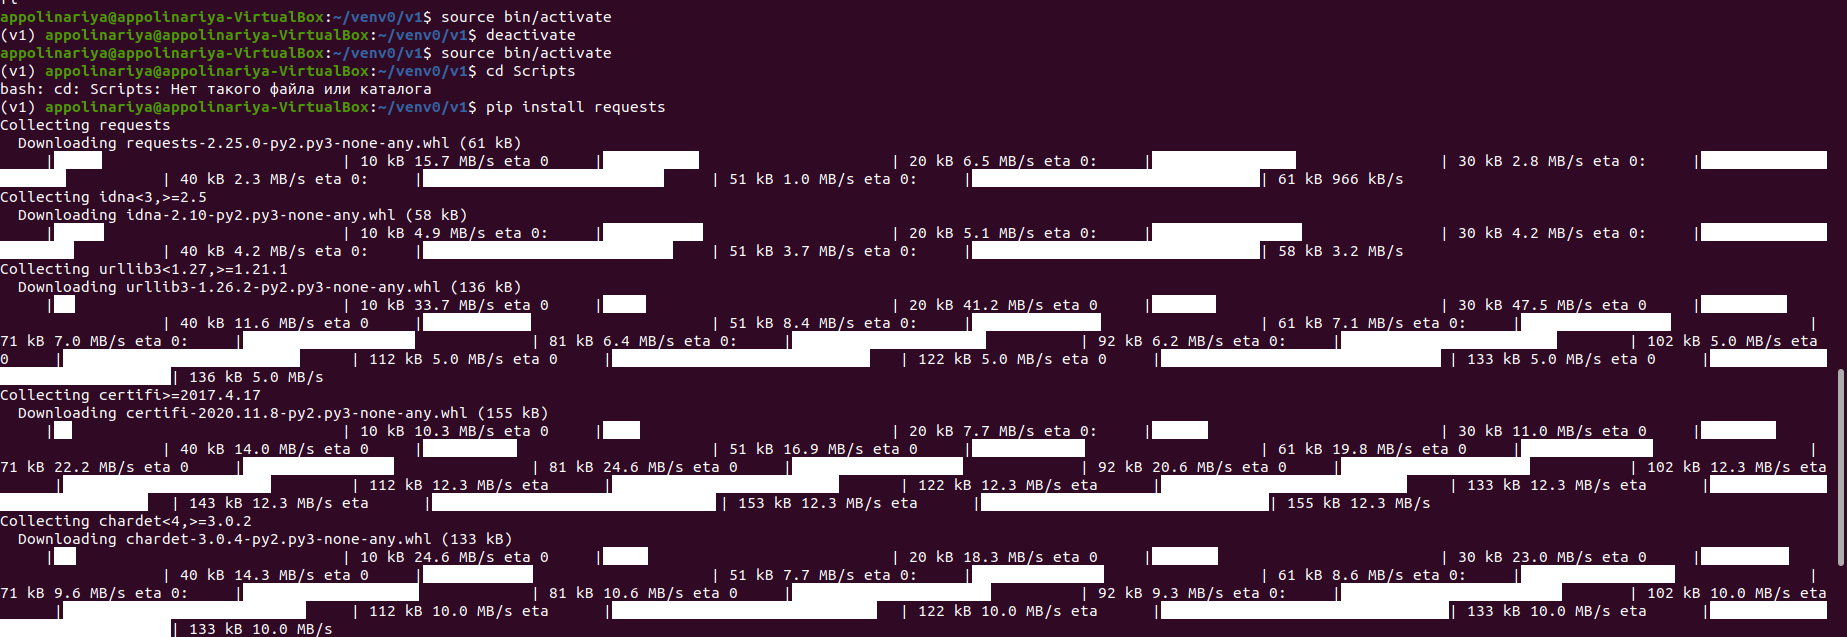 appolinariya@appolinariya-VirtualBox:~/venv0/v1$ source bin/activate
(v1) appolinariya@appolinariya-VirtualBox:~/venv0/v1$ deactivate
appolinariya@appolinariya-VirtualBox:~/venv0/v1$ source bin/activate
(v1) appolinariya@appolinariya-VirtualBox:~/venv0/v1$ cd Scripts
bash: cd: Scripts: Нет такого файла или каталога
(v1) appolinariya@appolinariya-VirtualBox:~/venv0/v1$ pip install requests
Collecting requests
Downloading requests-2.25.0-py2.py3-none-any.whl (61 kB)
| | 10 kB 15.7 MB/s eta 0 | | 20 kB 6.5 MB/s eta 0: | | 30 kB 2.8 MB/s eta 0: |
| 40 kB 2.3 MB/s eta 0: | | 51 kB 1.0 MB/s eta 0: | | 61 kB 966 kB/s
Collecting idna<3,>=2.5
Downloading idna-2.10-py2.py3-none-any.whl (58 kB)
| | 10 kB 4.9 MB/s eta 0: | | 20 kB 5.1 MB/s eta 0: | | 30 kB 4.2 MB/s eta 0: |
| 40 kB 4.2 MB/s eta 0: | | 51 kB 3.7 MB/s eta 0: | | 58 kB 3.2 MB/s
Collecting urllib3<1.27,>=1.21.1
Downloading urllib3-1.26.2-py2.py3-none-any.whl (136 kB)
| | 10 kB 33.7 MB/s eta 0 | | 20 kB 41.2 MB/s eta 0 | | 30 kB 47.5 MB/s eta 0 |
| 40 kB 11.6 MB/s eta 0 | | 51 kB 8.4 MB/s eta 0: | | 61 kB 7.1 MB/s eta 0: | |
71 kB 7.0 MB/s eta 0: | | 81 kB 6.4 MB/s eta 0: | | 92 kB 6.2 MB/s eta 0: | | 102 kB 5.0 MB/s eta
0 | | 112 kB 5.0 MB/s eta 0 | | 122 kB 5.0 MB/s eta 0 | | 133 kB 5.0 MB/s eta 0 |
| 136 kB 5.0 MB/s
Collecting certifi>=2017.4.17
Downloading certifi-2020.11.8-py2.py3-none-any.whl (155 kB)
| | 10 kB 10.3 MB/s eta 0 | | 20 kB 7.7 MB/s eta 0: | | 30 kB 11.0 MB/s eta 0 |
| 40 kB 14.0 MB/s eta 0 | | 51 kB 16.9 MB/s eta 0 | | 61 kB 19.8 MB/s eta 0 | |
71 kB 22.2 MB/s eta 0 | | 81 kB 24.6 MB/s eta 0 | | 92 kB 20.6 MB/s eta 0 | | 102 kB 12.3 MB/s eta
| | 112 kB 12.3 MB/s eta | | 122 kB 12.3 MB/s eta | | 133 kB 12.3 MB/s eta |
| 143 kB 12.3 MB/s eta | | 153 kB 12.3 MB/s eta | | 155 kB 12.3 MB/s
Collecting chardet<4,>=3.0.2
Downloading chardet-3.0.4-py2.py3-none-any.whl (133 kB)
| | 10 kB 24.6 MB/s eta 0 | | 20 kB 18.3 MB/s eta 0 | | 30 kB 23.0 MB/s eta 0 |
| 40 kB 14.3 MB/s eta 0 | | 51 kB 7.7 MB/s eta 0: | | 61 kB 8.6 MB/s eta 0: | |
71 kB 9.6 MB/s eta 0: | | 81 kB 10.6 MB/s eta 0 | | 92 kB 9.3 MB/s eta 0: | | 102 kB 10.0 MB/s eta
| | 112 kB 10.0 MB/s eta | | 122 kB 10.0 MB/s eta | | 133 kB 10.0 MB/s eta |
| 133 kB 10.0 MB/s